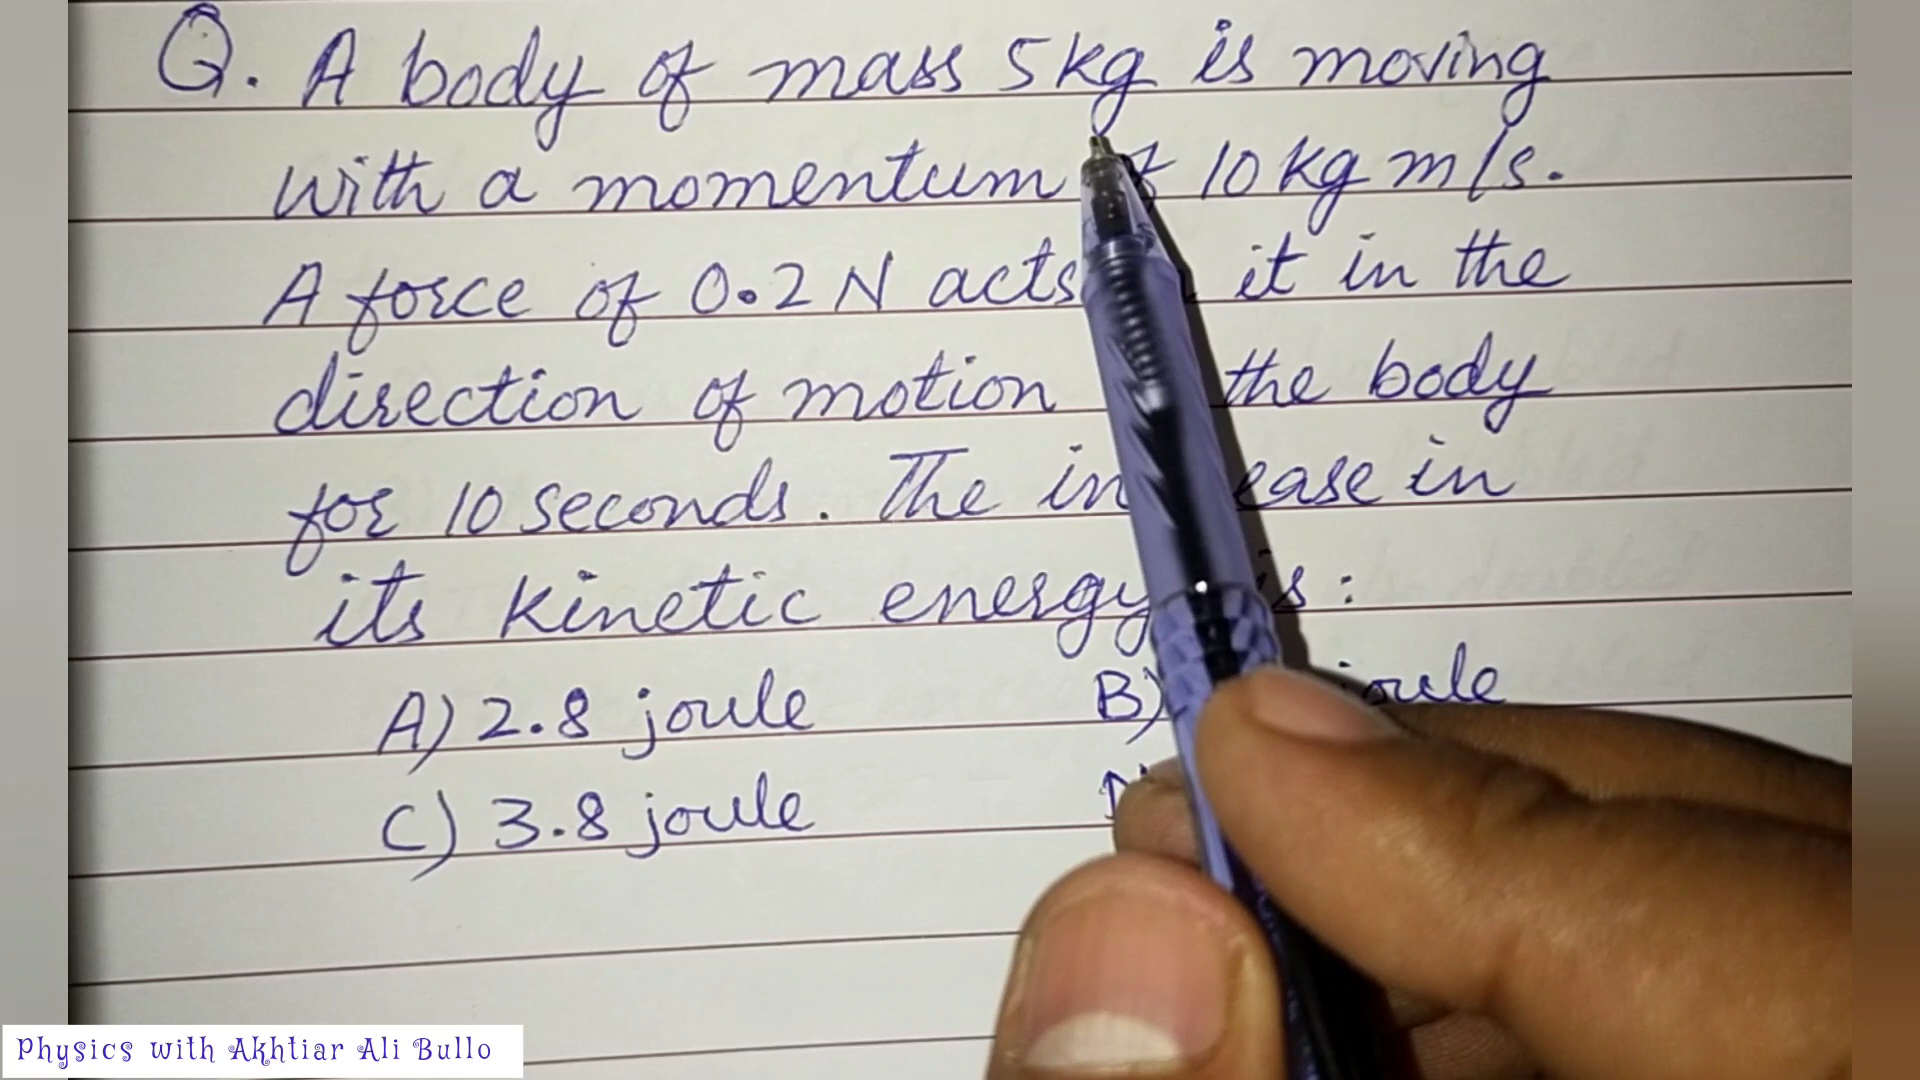 Q. A body of mass 5kg is moving
with a momentum 10 kg m/s.
A force of 0.2 N acts it in the
direction of motion the body
for 10 seconds. The in ease in
its kinetic energy is:
A) 2.8 joule B) joule
C) 3.8 joule
Physics with Akhtiar Ali Bullo